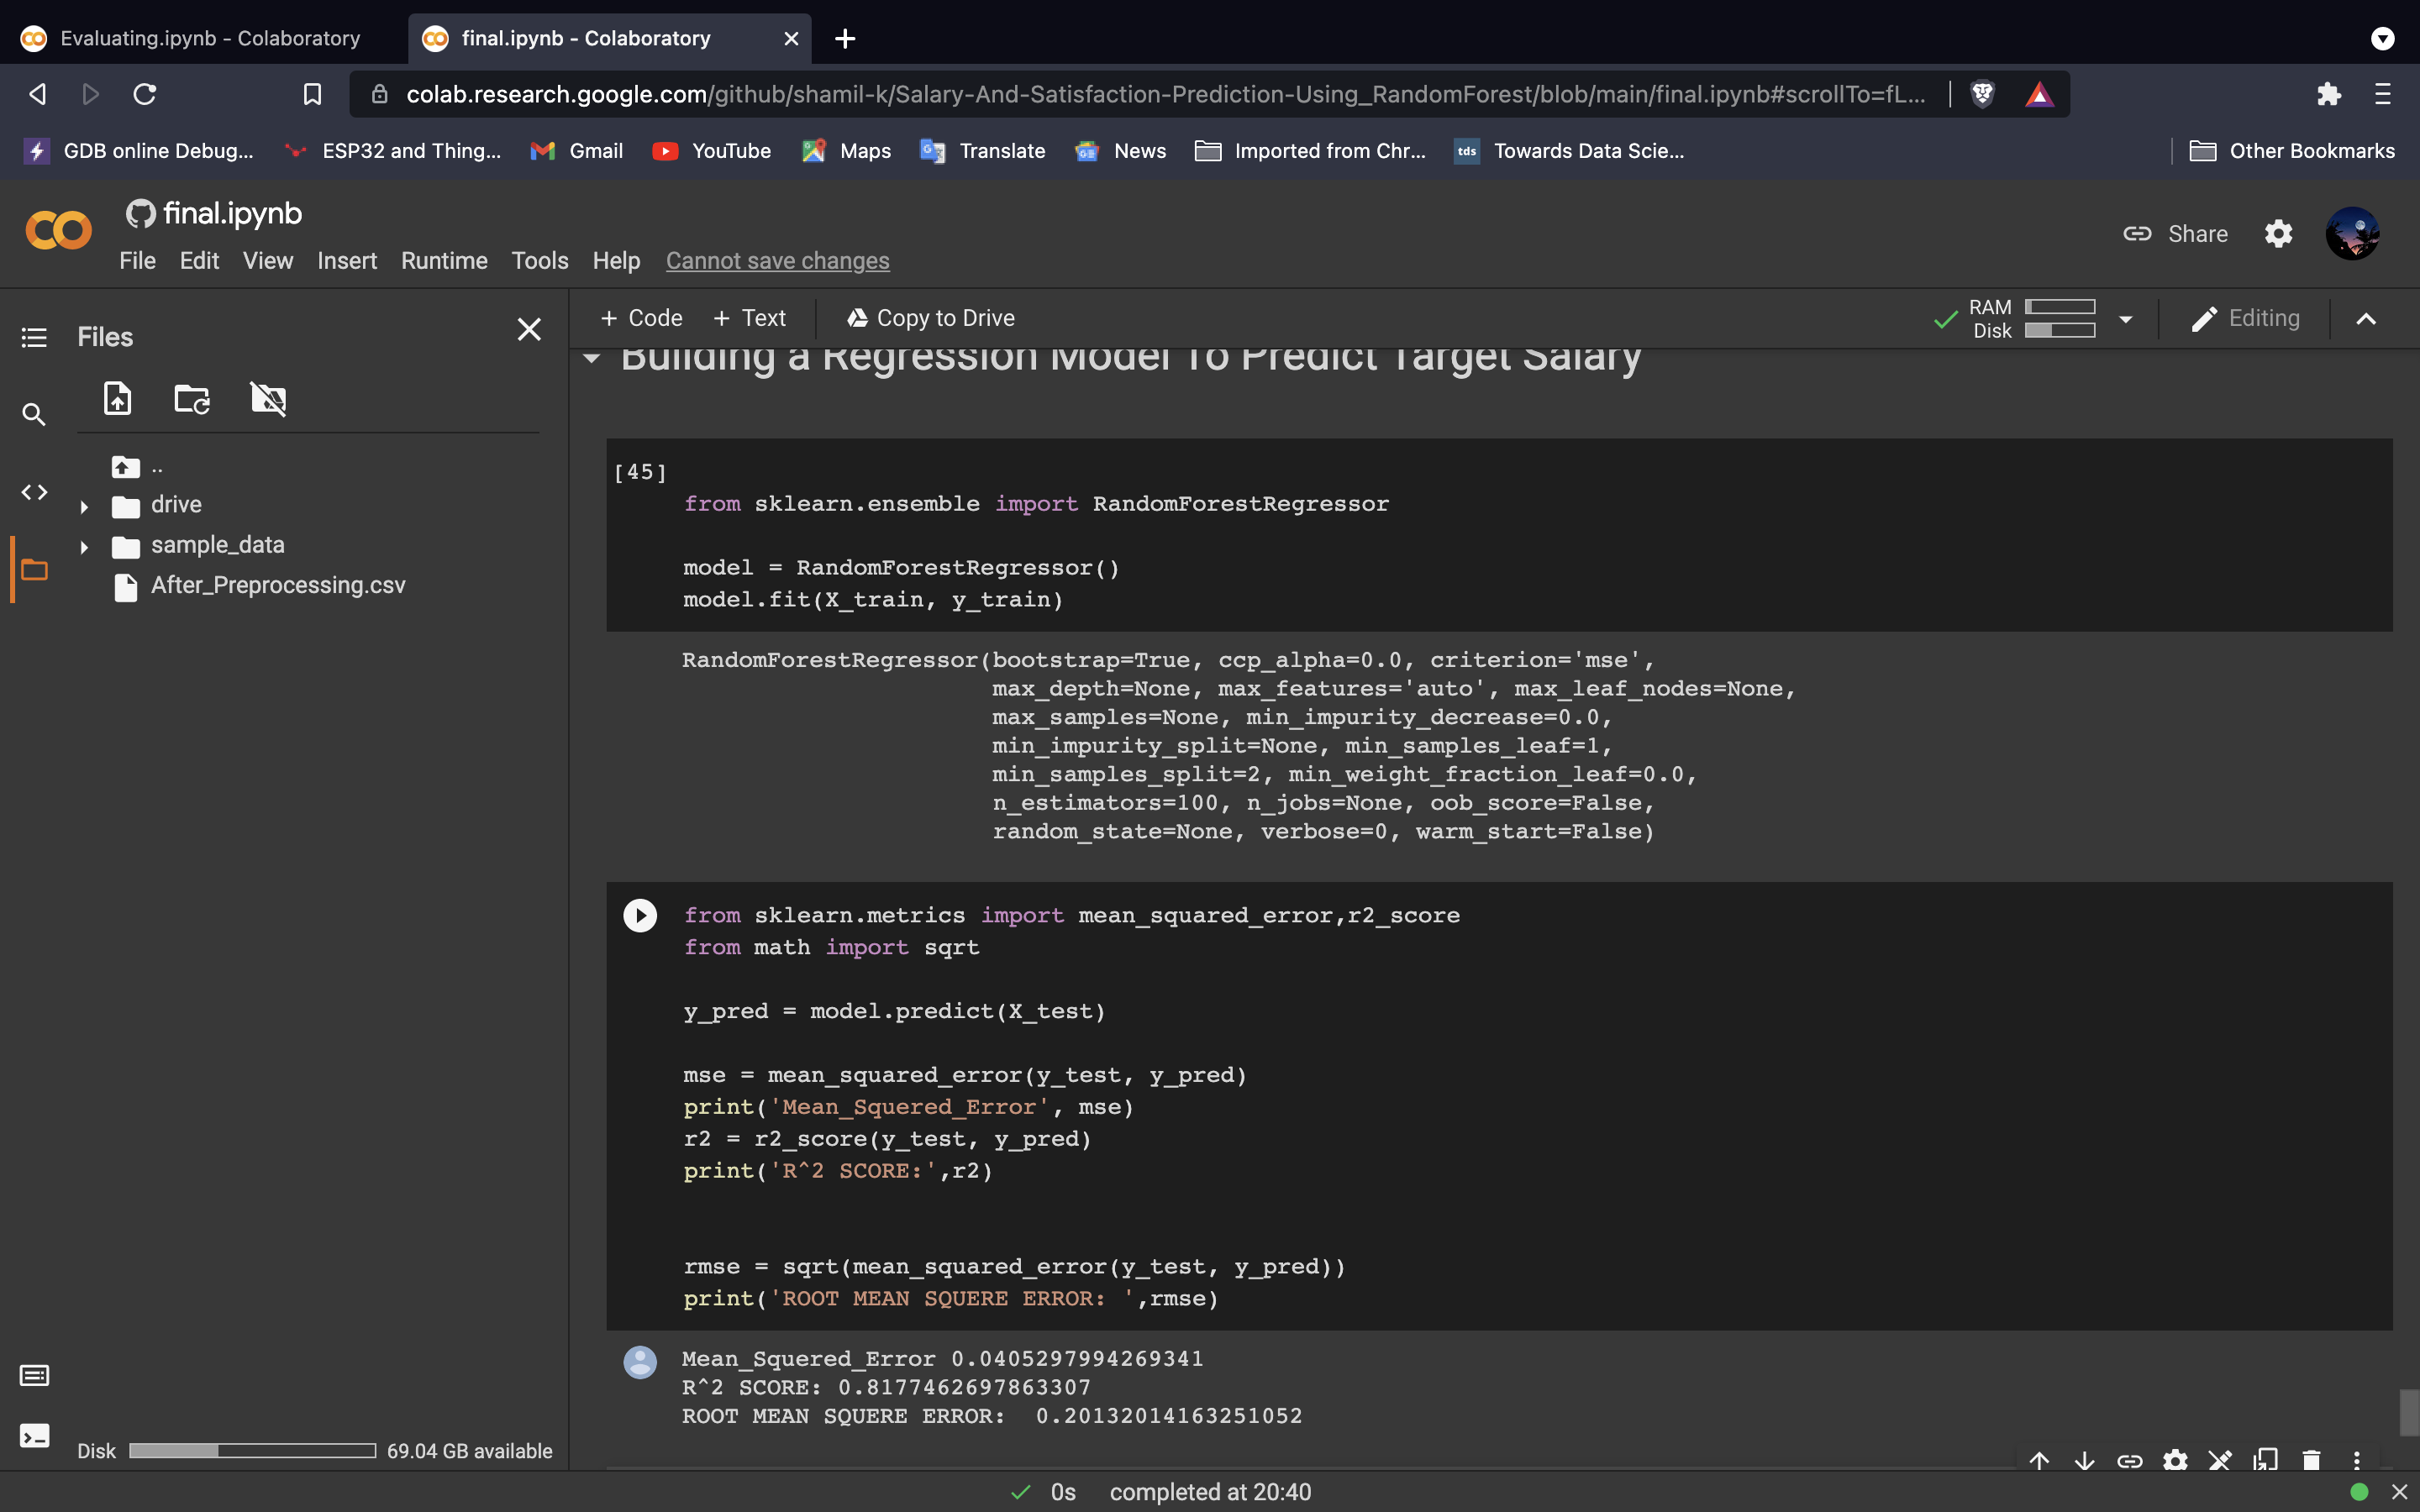 Evaluating.ipynb - Colaboratory
final.ipynb - Colaboratory
colab.research.google.com/github/shamil-k/Salary-And-Satisfaction-Prediction-Using_RandomForest/blob/main/final.ipynb#scrollTo=fL...
GDB online Debug...
ESP32 and Thing...
Gmail
YouTube
Maps
Translate
News
Imported from Chr...
tds
Towards Data Scie...
Other Bookmarks
final.ipynb
File Edit View Insert Runtime Tools Help Cannot save changes
Share
Files
+ Code + Text
Copy to Drive
RAM
Disk
Editing
..
drive
sample_data
After_Preprocessing.csv
Disk
69.04 GB available
Building a Regression Model To Predict Target Salary
[45]
from sklearn.ensemble import RandomForestRegressor
model = RandomForestRegressor()
model.fit(X_train, y_train)
RandomForestRegressor(bootstrap=True, ccp_alpha=0.0, criterion='mse',
max_depth=None, max_features='auto', max_leaf_nodes=None,
max_samples=None, min_impurity_decrease=0.0,
min_impurity_split=None, min_samples_leaf=1,
min_samples_split=2, min_weight_fraction_leaf=0.0,
n_estimators=100, n_jobs=None, oob_score=False,
random_state=None, verbose=0, warm_start=False)
from sklearn.metrics import mean_squared_error,r2_score
from math import sqrt
y_pred = model.predict(X_test)
mse = mean_squared_error(y_test, y_pred)
print('Mean_Squered_Error', mse)
r2 = r2_score(y_test, y_pred)
print('R^2 SCORE:',r2)
rmse = sqrt(mean_squared_error(y_test, y_pred))
print('ROOT MEAN SQUERE ERROR: ',rmse)
Mean_Squered_Error 0.0405297994269341
R^2 SCORE: 0.8177462697863307
ROOT MEAN SQUERE ERROR:  0.20132014163251052
0s completed at 20:40